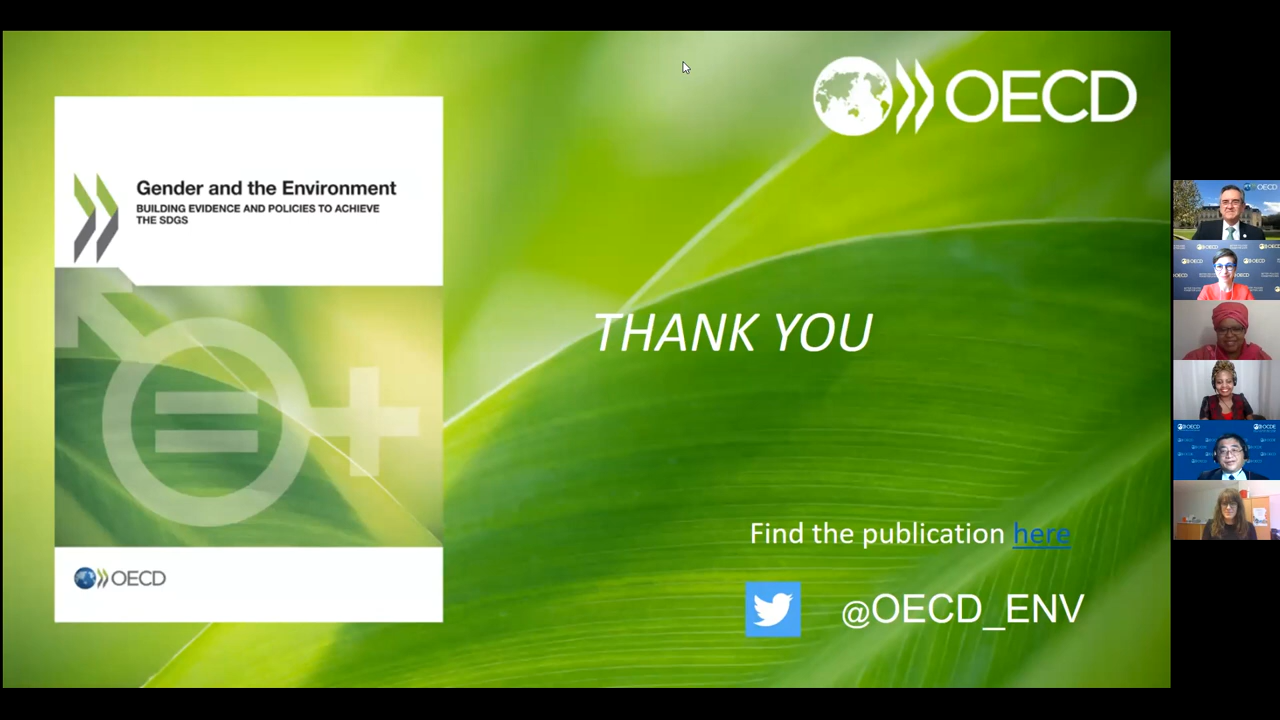 OECD
Gender and the Environment
BUILDING EVIDENCE AND POLICIES TO ACHIEVE
THE SDGS
THANK YOU
Find the publication here
OECD
@OECD_ENV
OECD